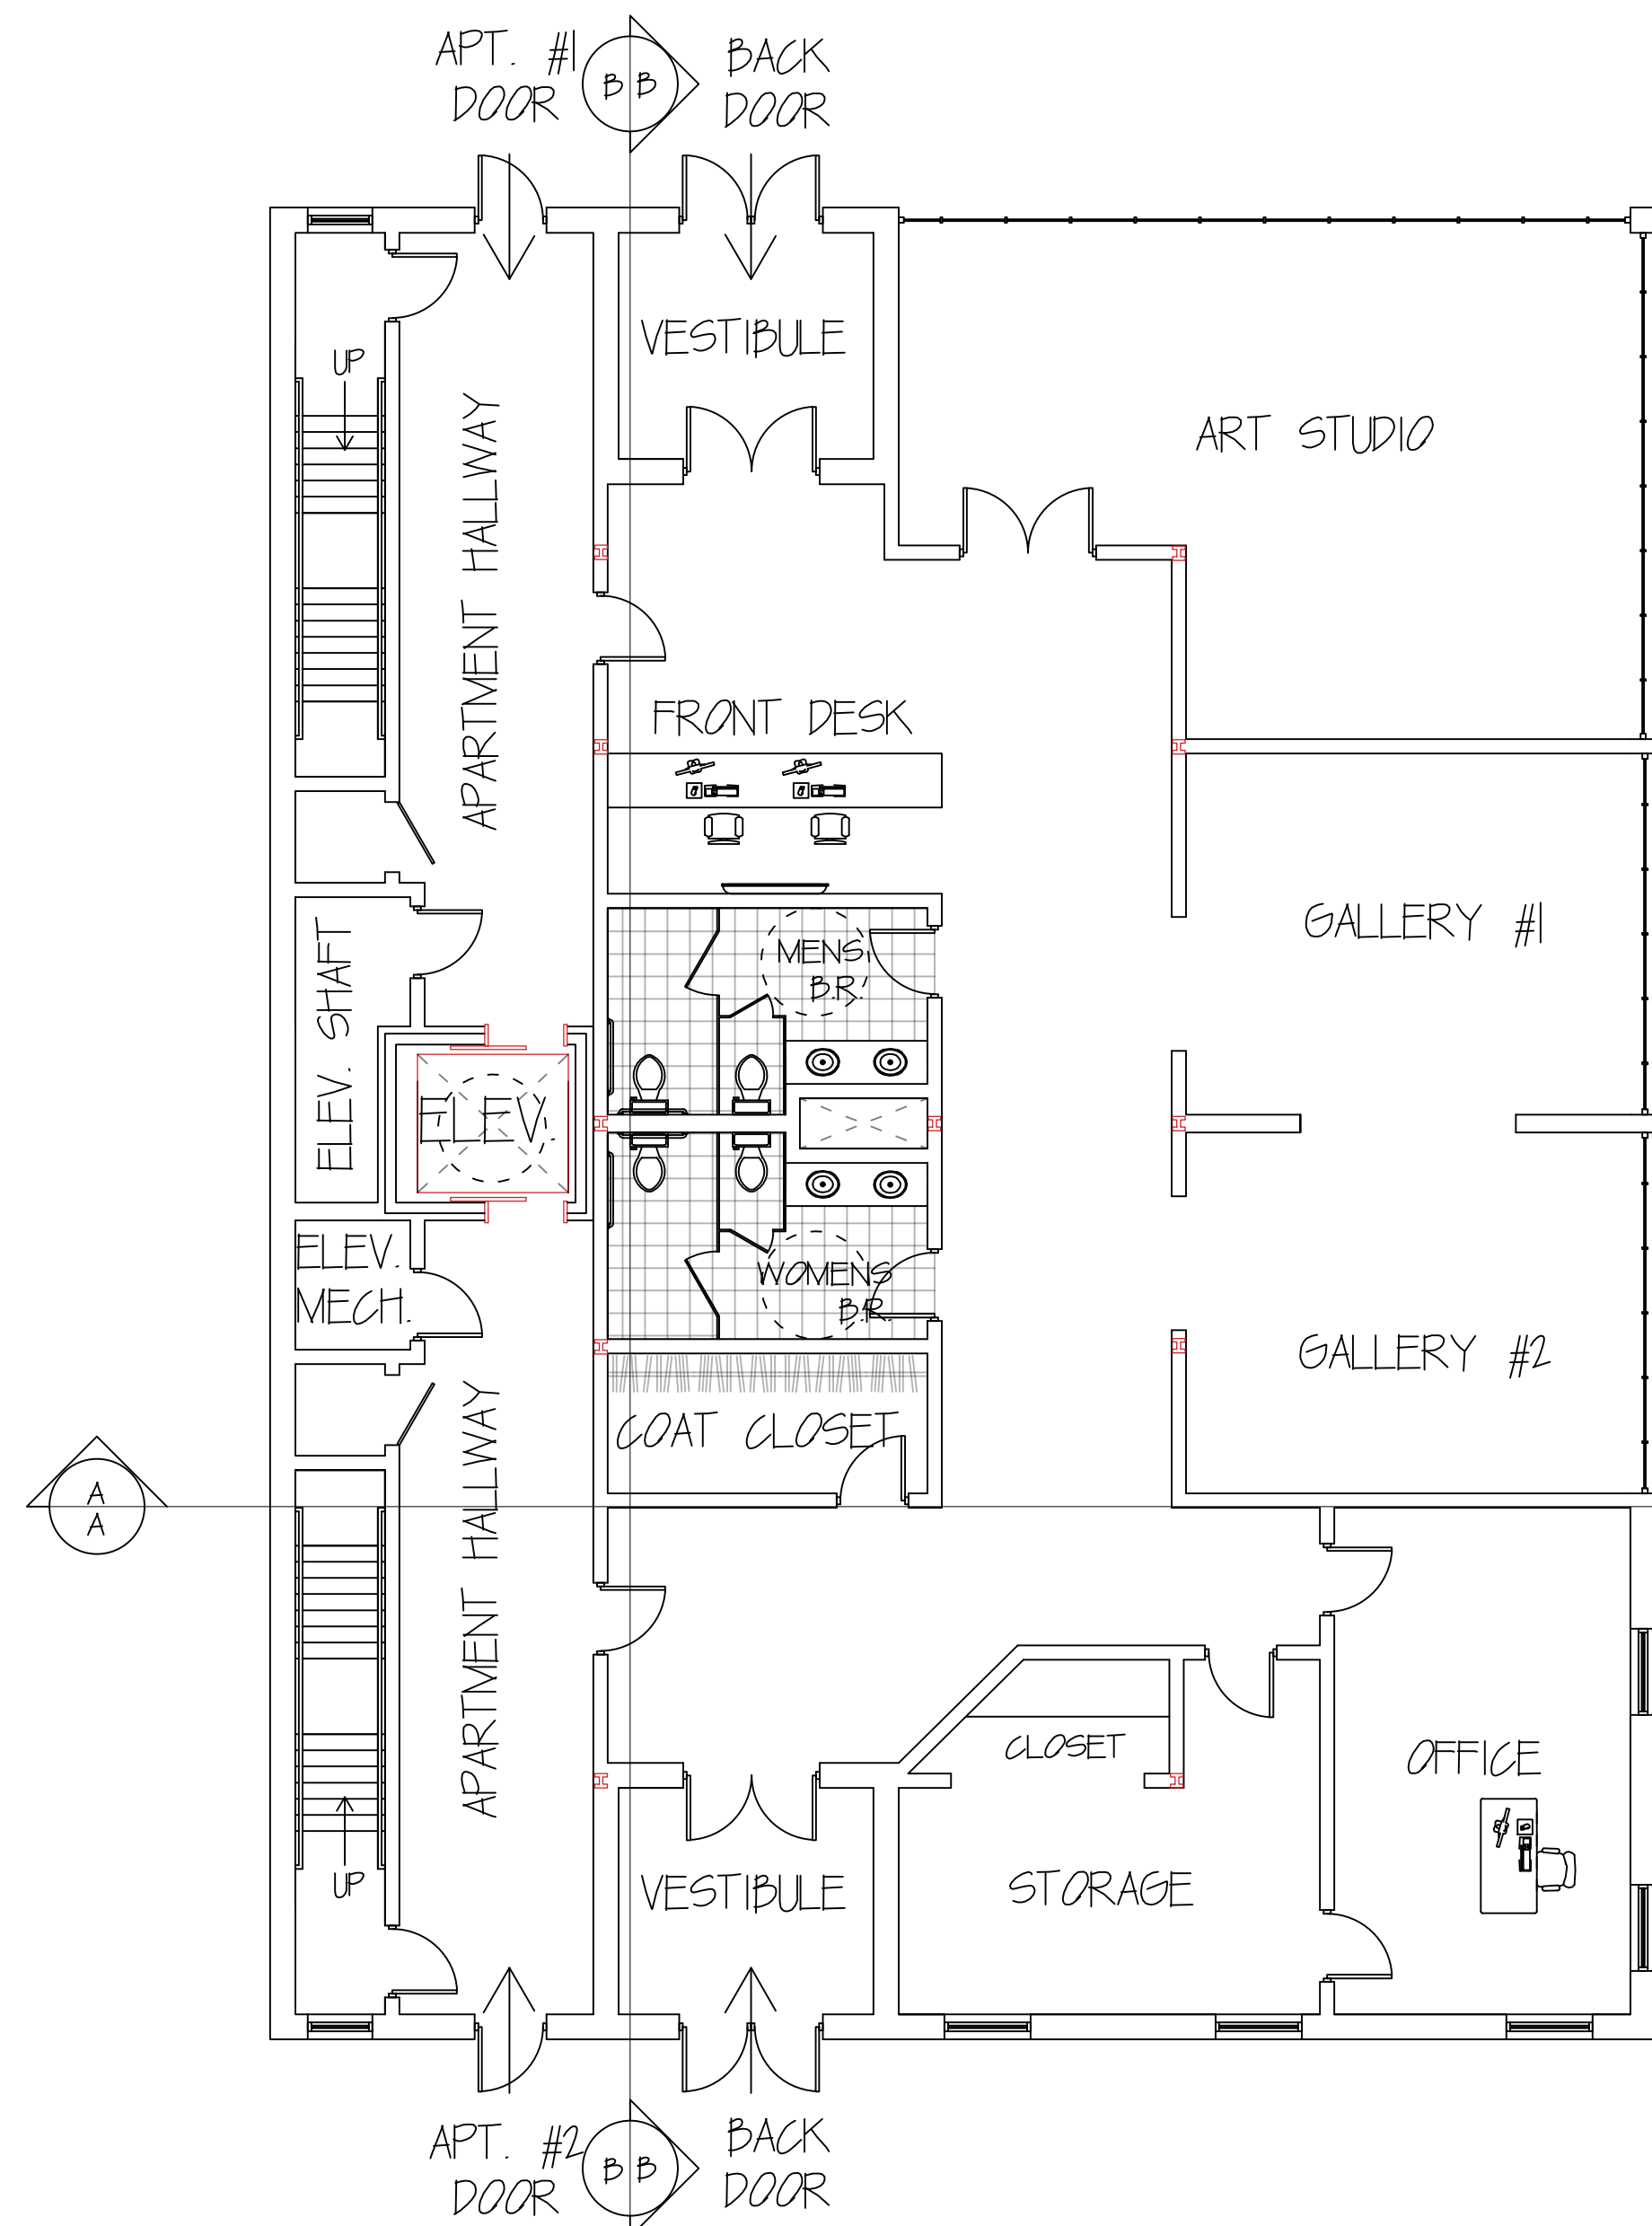 APT. #1
DOOR
B B
BACK
DOOR
VESTIBULE
UP
APARTMENT HALLWAY
ART STUDIO
FRONT DESK
GALLERY #1
ELEV. SHAFT
MENS
B.R.
ELEV.
ELEV.
MECH.
WOMENS
B.R.
GALLERY #2
COAT CLOSET
A
A
APARTMENT HALLWAY
CLOSET
OFFICE
UP
VESTIBULE
STORAGE
APT. #2
DOOR
B B
BACK
DOOR